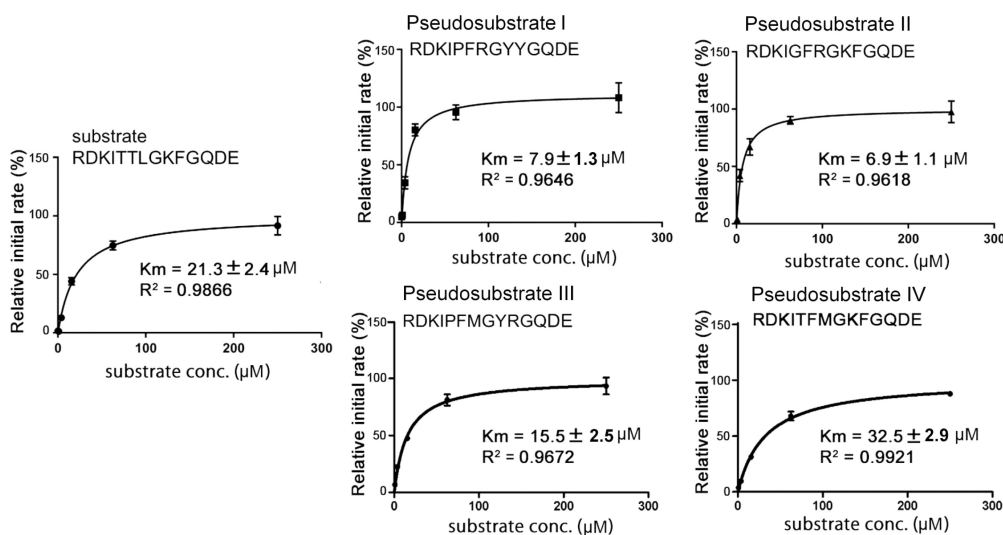 Pseudosubstrate I
RDKIPFRGYYGQDE
Relative initial rate (%)
150
100
50
0
Km = 7.9 ± 1.3 μM
R² = 0.9646
0 100 200 300
substrate conc. (μM)
Pseudosubstrate II
RDKIGFRGKFGQDE
Relative initial rate (%)
150
100
50
0
Km = 6.9 ± 1.1 μM
R² = 0.9618
0 100 200 300
substrate conc. (μM)
substrate
RDKITTLGKFGQDE
Relative initial rate (%)
150
100
50
0
Km = 21.3 ± 2.4 μM
R² = 0.9866
0 100 200 300
substrate conc. (μM)
Pseudosubstrate III
RDKIPFMGYRGQDE
Relative initial rate (%)
150
100
50
0
Km = 15.5 ± 2.5 μM
R² = 0.9672
0 100 200 300
substrate conc. (μM)
Pseudosubstrate IV
RDKITFMGKFGQDE
Relative initial rate (%)
150
100
50
0
Km = 32.5 ± 2.9 μM
R² = 0.9921
0 100 200 300
substrate conc. (μM)